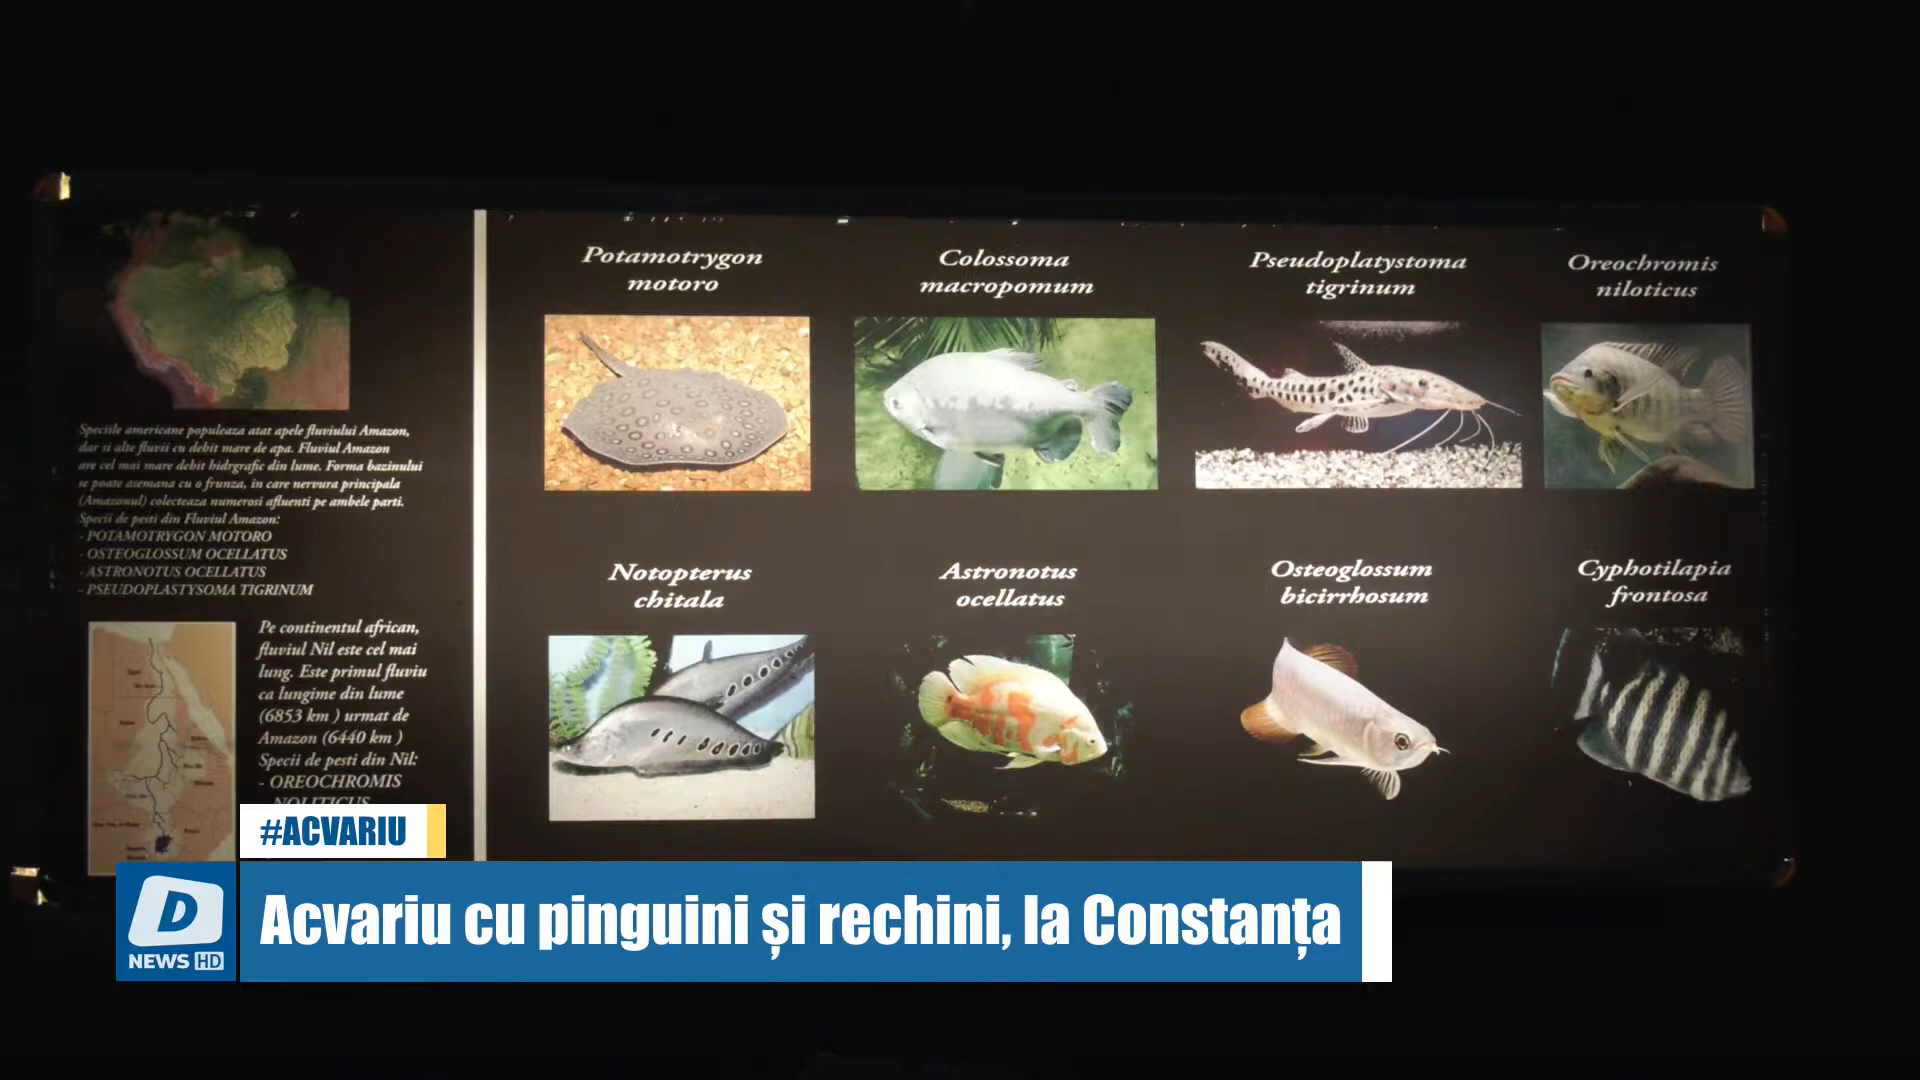 Speciile americane populeaza atat apele fluviului Amazon,
dar si alte fluvii cu debit mare de apa. Fluviul Amazon
are cel mai mare debit hidrgrafic din lume. Forma bazinului
se poate asemana cu o frunza, in care nervura principala
(Amazonul) colecteaza numerosi afluenti pe ambele parti.
Specii de pesti din Fluviul Amazon:
- POTAMOTRYGON MOTORO
- OSTEOGLOSSUM OCELLATUS
- ASTRONOTUS OCELLATUS
- PSEUDOPLASTYSOMA TIGRINUM
Pe continentul african,
fluviul Nil este cel mai
lung. Este primul fluviu
ca lungime din lume
(6853 km ) urmat de
Amazon (6440 km )
Specii de pesti din Nil:
- OREOCHROMIS
NOLITICUS
Potamotrygon
motoro
Colossoma
macropomum
Pseudoplatystoma
tigrinum
Oreochromis
niloticus
Notopterus
chitala
Astronotus
ocellatus
Osteoglossum
bicirrhosum
Cyphotilapia
frontosa
#ACVARIU
D
NEWS HD
Acvariu cu pinguini și rechini, la Constanța